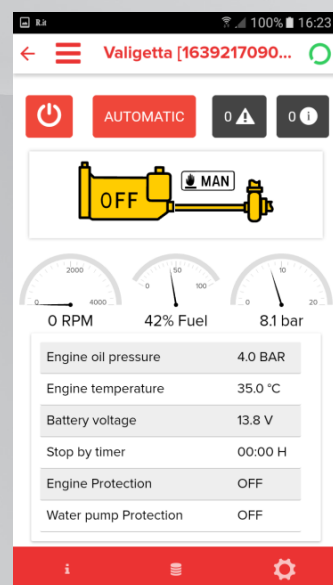 R.it 100% 16:23
Valigetta [1639217090...
AUTOMATIC 0 0 i
OFF MAN
2000 50 10
0 4000 0 100 0 20
0 RPM 42% Fuel 8.1 bar
Engine oil pressure 4.0 BAR
Engine temperature 35.0 °C
Battery voltage 13.8 V
Stop by timer 00:00 H
Engine Protection OFF
Water pump Protection OFF
i